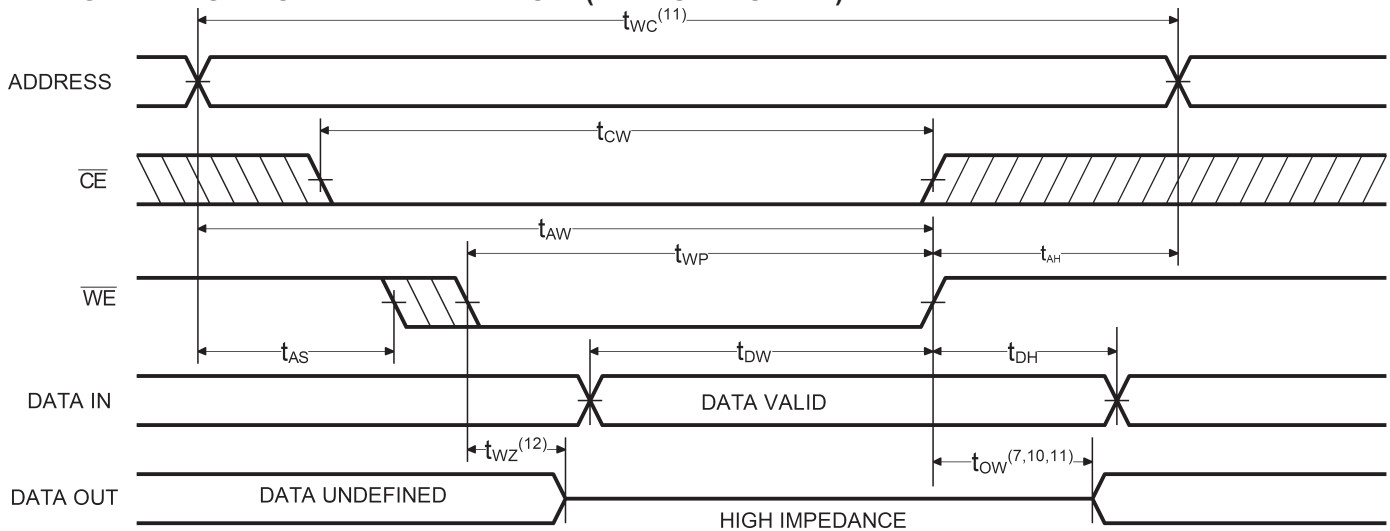 tWC(11)
ADDRESS
tCW
CE
tAW
tWP
tAH
WE
tAS
tDW
tDH
DATA IN
DATA VALID
tWZ(12)
tOW(7,10,11)
DATA OUT
DATA UNDEFINED
HIGH IMPEDANCE